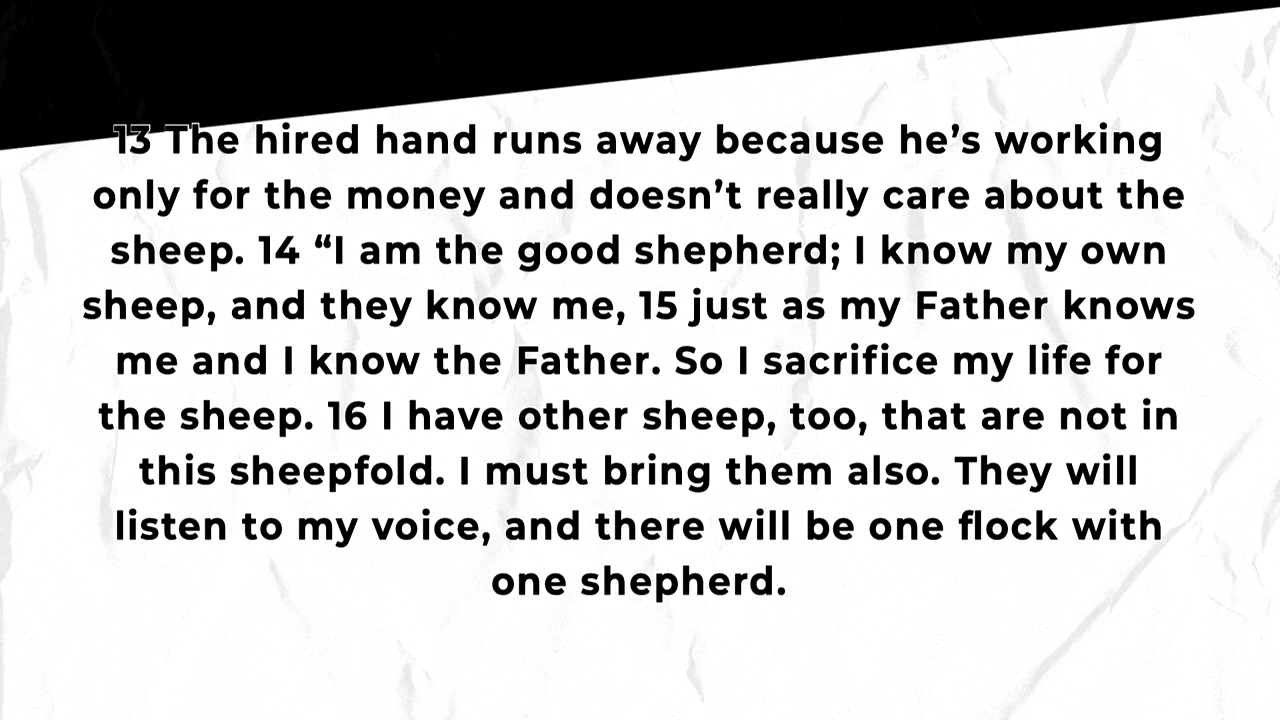 13 The hired hand runs away because he’s working
only for the money and doesn’t really care about the
sheep. 14 “I am the good shepherd; I know my own
sheep, and they know me, 15 just as my Father knows
me and I know the Father. So I sacrifice my life for
the sheep. 16 I have other sheep, too, that are not in
this sheepfold. I must bring them also. They will
listen to my voice, and there will be one flock with
one shepherd.